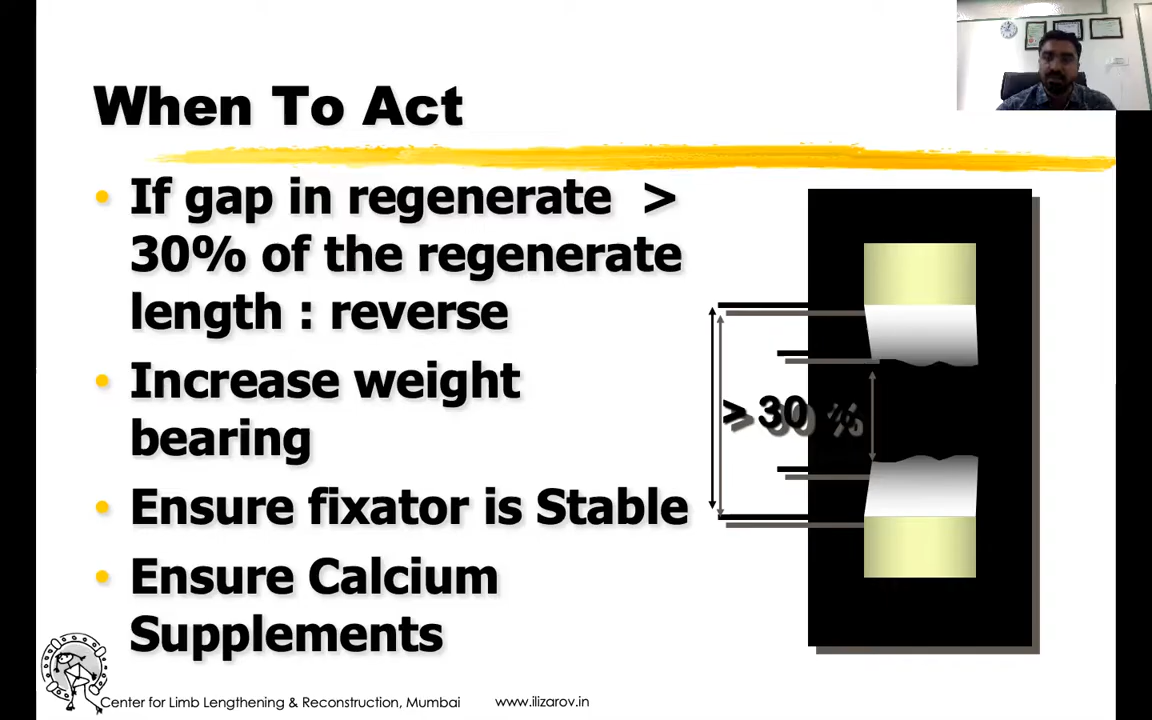 When To Act
If gap in regenerate >
30% of the regenerate
length : reverse
Increase weight
bearing
Ensure fixator is Stable
Ensure Calcium
Supplements
> 30 %
Center for Limb Lengthening & Reconstruction, Mumbai www.ilizarov.in